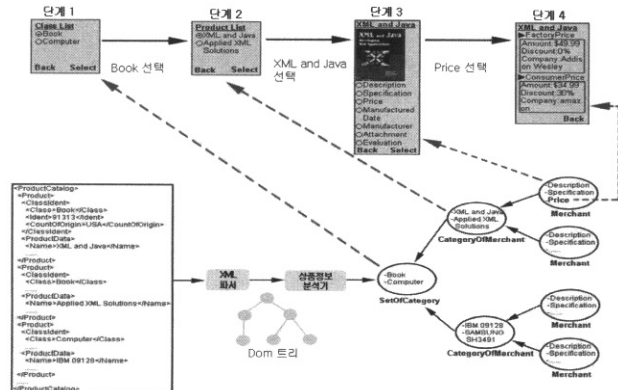 단계 1
단계 2
단계 3
단계 4
Class List
Book
Computer
Back Select
Book 선택
Product List
XML and Java
Applied XML
Solutions
Back Select
XML and Java
선택
XML and Java
XML and Java
Description
Specification
Price
Manufactured
Date
Manufacturer
Attachment
Evaluation
Back Select
Price 선택
XML and Java
FactoryPrice
Amount:$49.99
Discount:0%
Company:Addis
on Wesley
ConsumerPrice
Amount:$34.99
Discount:30%
Company:amaz
on
Back
<ProductCatalog>
<Product>
<ClassIdent>
<Class>Book</Class>
<Ident>91313</Ident>
<CountOfOrigin>USA</CountOfOrigin>
</ClassIdent>
<ProductData>
<Name>XML and Java</Name>
......
</Product>
<Product>
<ClassIdent>
<Class>Book</Class>
......
<ProductData>
<Name>Applied XML Solutions</Name>
......
</Product>
<Product>
<ClassIdent>
<Class>Computer</Class>
......
<ProductData>
<Name>IBM 09128</Name>
......
</Product>
......
</ProductCatalog>
XML
파서
상품정보
분석기
Dom 트리
-Book
-Computer
SetOfCategory
-XML and Java
-Applied XML
Solutions
CategoryOfMerchant
-Description
-Specification
-Price
Merchant
-Description
-Specification
-......
Merchant
-IBM 09128
-SAMSUNG
SH3491
CategoryOfMerchant
-Description
-Specification
-......
Merchant
-Description
-Specification
-......
Merchant